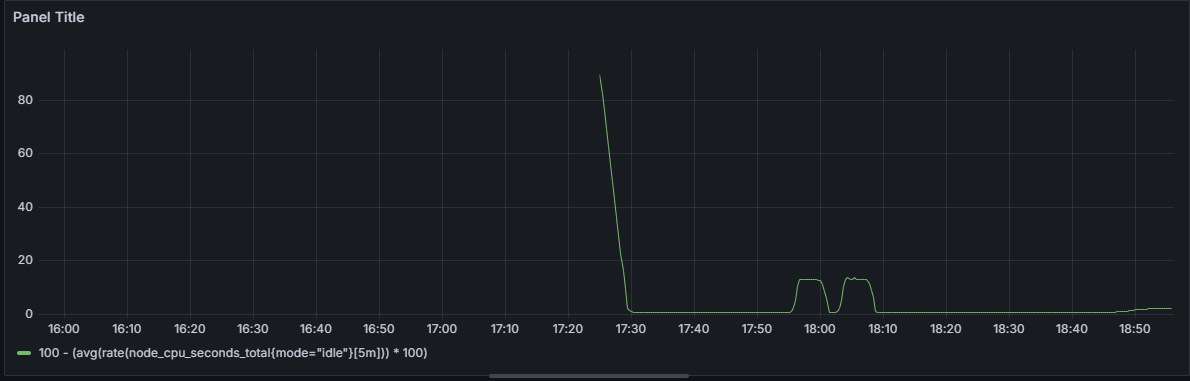 Panel Title
80
60
40
20
0
16:00 16:10 16:20 16:30 16:40 16:50 17:00 17:10 17:20 17:30 17:40 17:50 18:00 18:10 18:20 18:30 18:40 18:50
100 - (avg(rate(node_cpu_seconds_total{mode="idle"}[5m])) * 100)